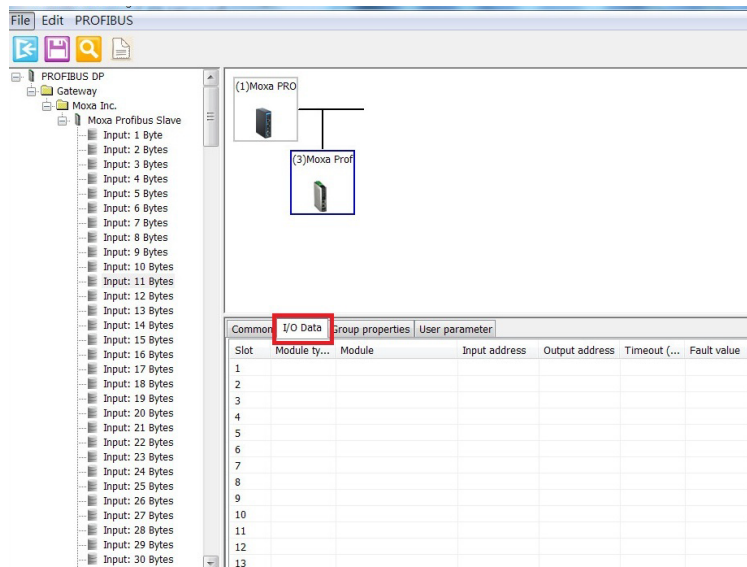 File Edit PROFIBUS
PROFIBUS DP
Gateway
Moxa Inc.
Moxa Profibus Slave
Input: 1 Byte
Input: 2 Bytes
Input: 3 Bytes
Input: 4 Bytes
Input: 5 Bytes
Input: 6 Bytes
Input: 7 Bytes
Input: 8 Bytes
Input: 9 Bytes
Input: 10 Bytes
Input: 11 Bytes
Input: 12 Bytes
Input: 13 Bytes
Input: 14 Bytes
Input: 15 Bytes
Input: 16 Bytes
Input: 17 Bytes
Input: 18 Bytes
Input: 19 Bytes
Input: 20 Bytes
Input: 21 Bytes
Input: 22 Bytes
Input: 23 Bytes
Input: 24 Bytes
Input: 25 Bytes
Input: 26 Bytes
Input: 27 Bytes
Input: 28 Bytes
Input: 29 Bytes
Input: 30 Bytes
(1)Moxa PRO
(3)Moxa Prof
Common I/O Data Group properties User parameter
Slot Module ty... Module Input address Output address Timeout (... Fault value
1
2
3
4
5
6
7
8
9
10
11
12
13